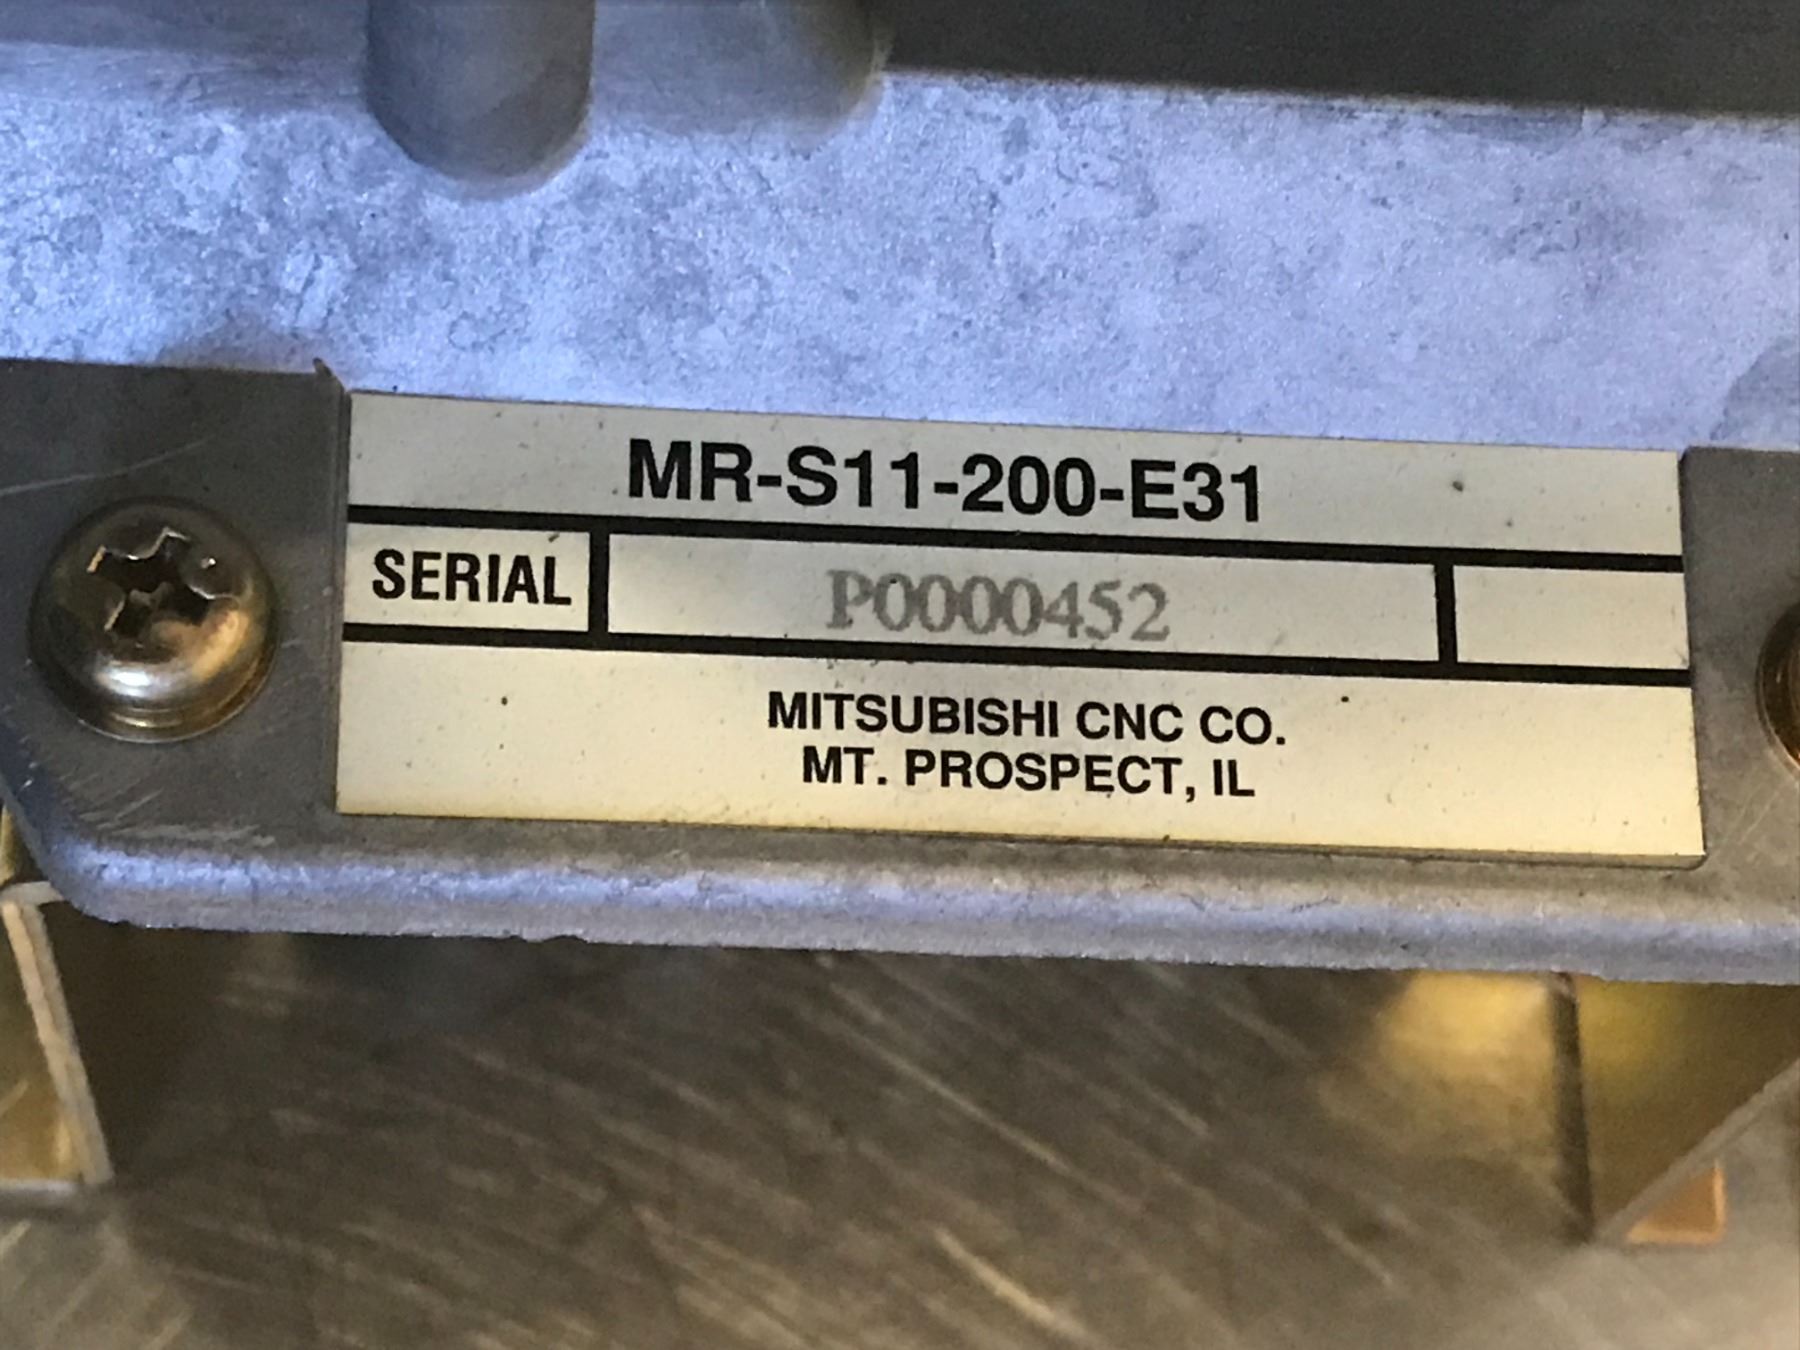 MR-S11-200-E31
SERIAL P0000452
MITSUBISHI CNC CO.
MT. PROSPECT, IL